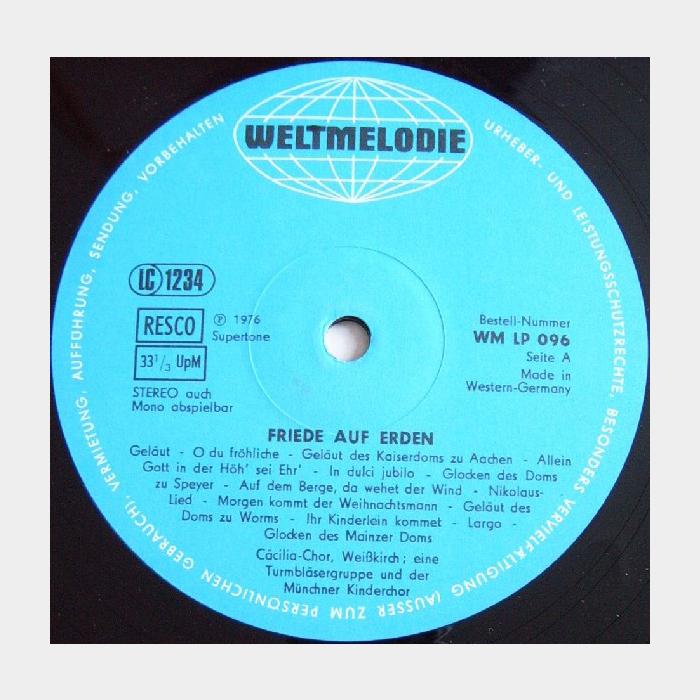 WELTMELODIE
URHEBER- UND LEISTUNGSSCHUTZRECHTE, BESONDERS VERVIELFÄLTIGUNG (AUSSER ZUM PERSÖNLICHEN GEBRAUCH), VERMIETUNG, AUFFÜHRUNG, SENDUNG, VORBEHALTEN
LC 1234
RESCO
33 1/3 UpM
STEREO auch
Mono abspielbar
℗ 1976
Supertone
Bestell-Nummer
WM LP 096
Seite A
Made in
Western-Germany
FRIEDE AUF ERDEN
Geläut - O du fröhliche - Geläut des Kaiserdoms zu Aachen - Allein
Gott in der Höh' sei Ehr' - In dulci jubilo - Glocken des Doms
zu Speyer - Auf dem Berge, da wehet der Wind - Nikolaus-
Lied - Morgen kommt der Weihnachtsmann - Geläut des
Doms zu Worms - Ihr Kinderlein kommet - Largo -
Glocken des Mainzer Doms
Cäcilia-Chor, Weißkirch; eine
Turmbläsergruppe und der
Münchner Kinderchor